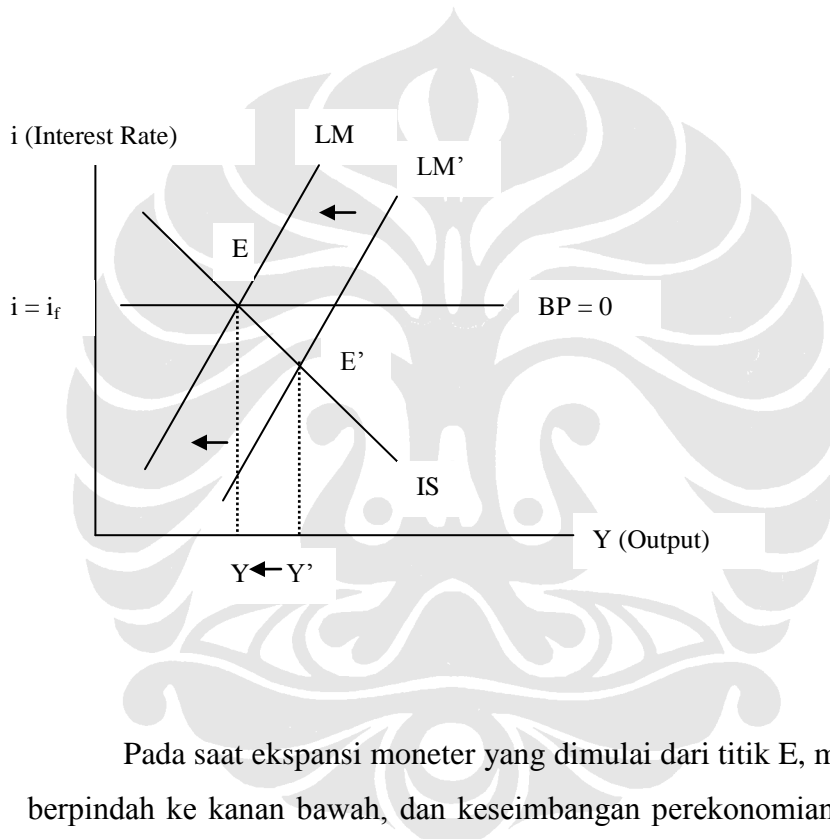 i (Interest Rate)
LM
LM’
E
i = if
BP = 0
E’
IS
Y (Output)
Y Y’
Pada saat ekspansi moneter yang dimulai dari titik E, m
berpindah ke kanan bawah, dan keseimbangan perekonomian